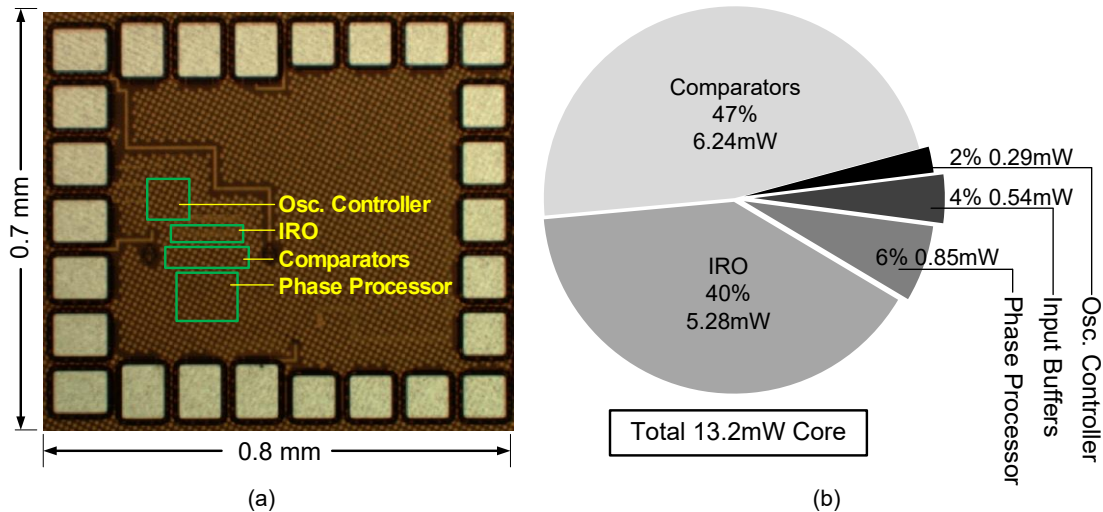 0.7 mm
Osc. Controller
IRO
Comparators
Phase Processor
0.8 mm
(a)
Comparators
47%
6.24mW
2% 0.29mW
4% 0.54mW
6% 0.85mW
IRO
40%
5.28mW
Phase Processor
Input Buffers
Osc. Controller
Total 13.2mW Core
(b)